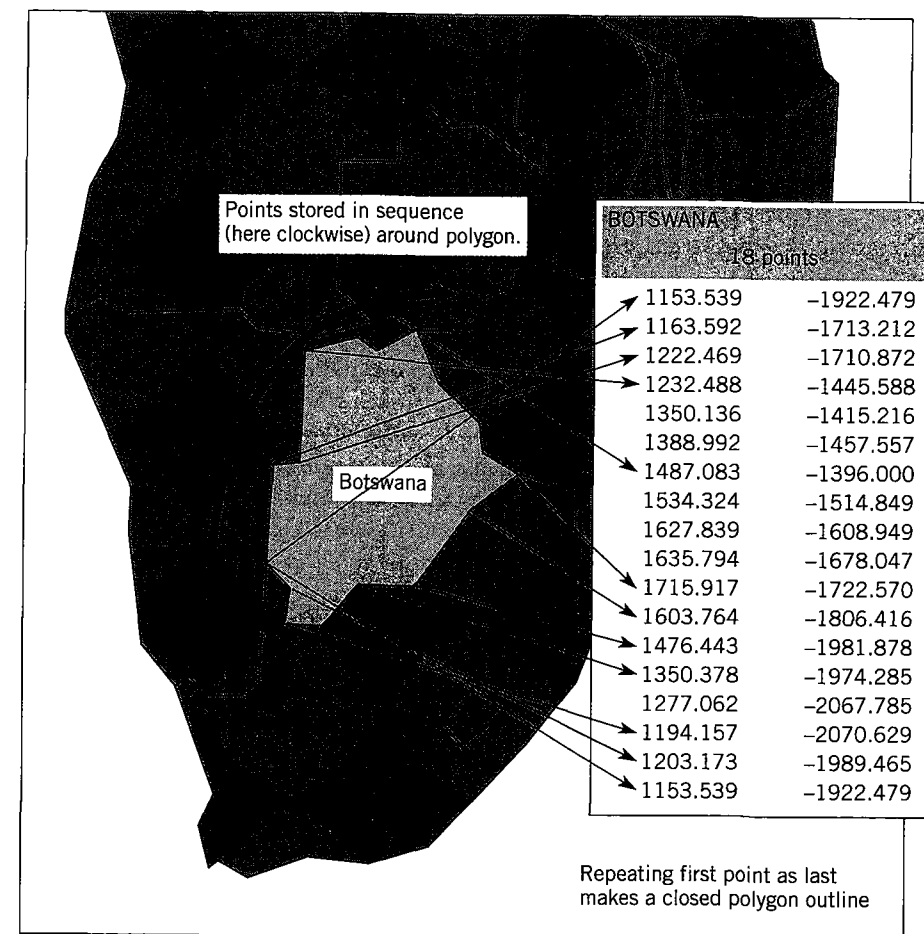 Points stored in sequence
(here clockwise) around polygon.
BOTSWANA
18 points
1153.539 –1922.479
1163.592 –1713.212
1222.469 –1710.872
1232.488 –1445.588
1350.136 –1415.216
1388.992 –1457.557
1487.083 –1396.000
1534.324 –1514.849
1627.839 –1608.949
1635.794 –1678.047
1715.917 –1722.570
1603.764 –1806.416
1476.443 –1981.878
1350.378 –1974.285
1277.062 –2067.785
1194.157 –2070.629
1203.173 –1989.465
1153.539 –1922.479
Botswana
Repeating first point as last
makes a closed polygon outline